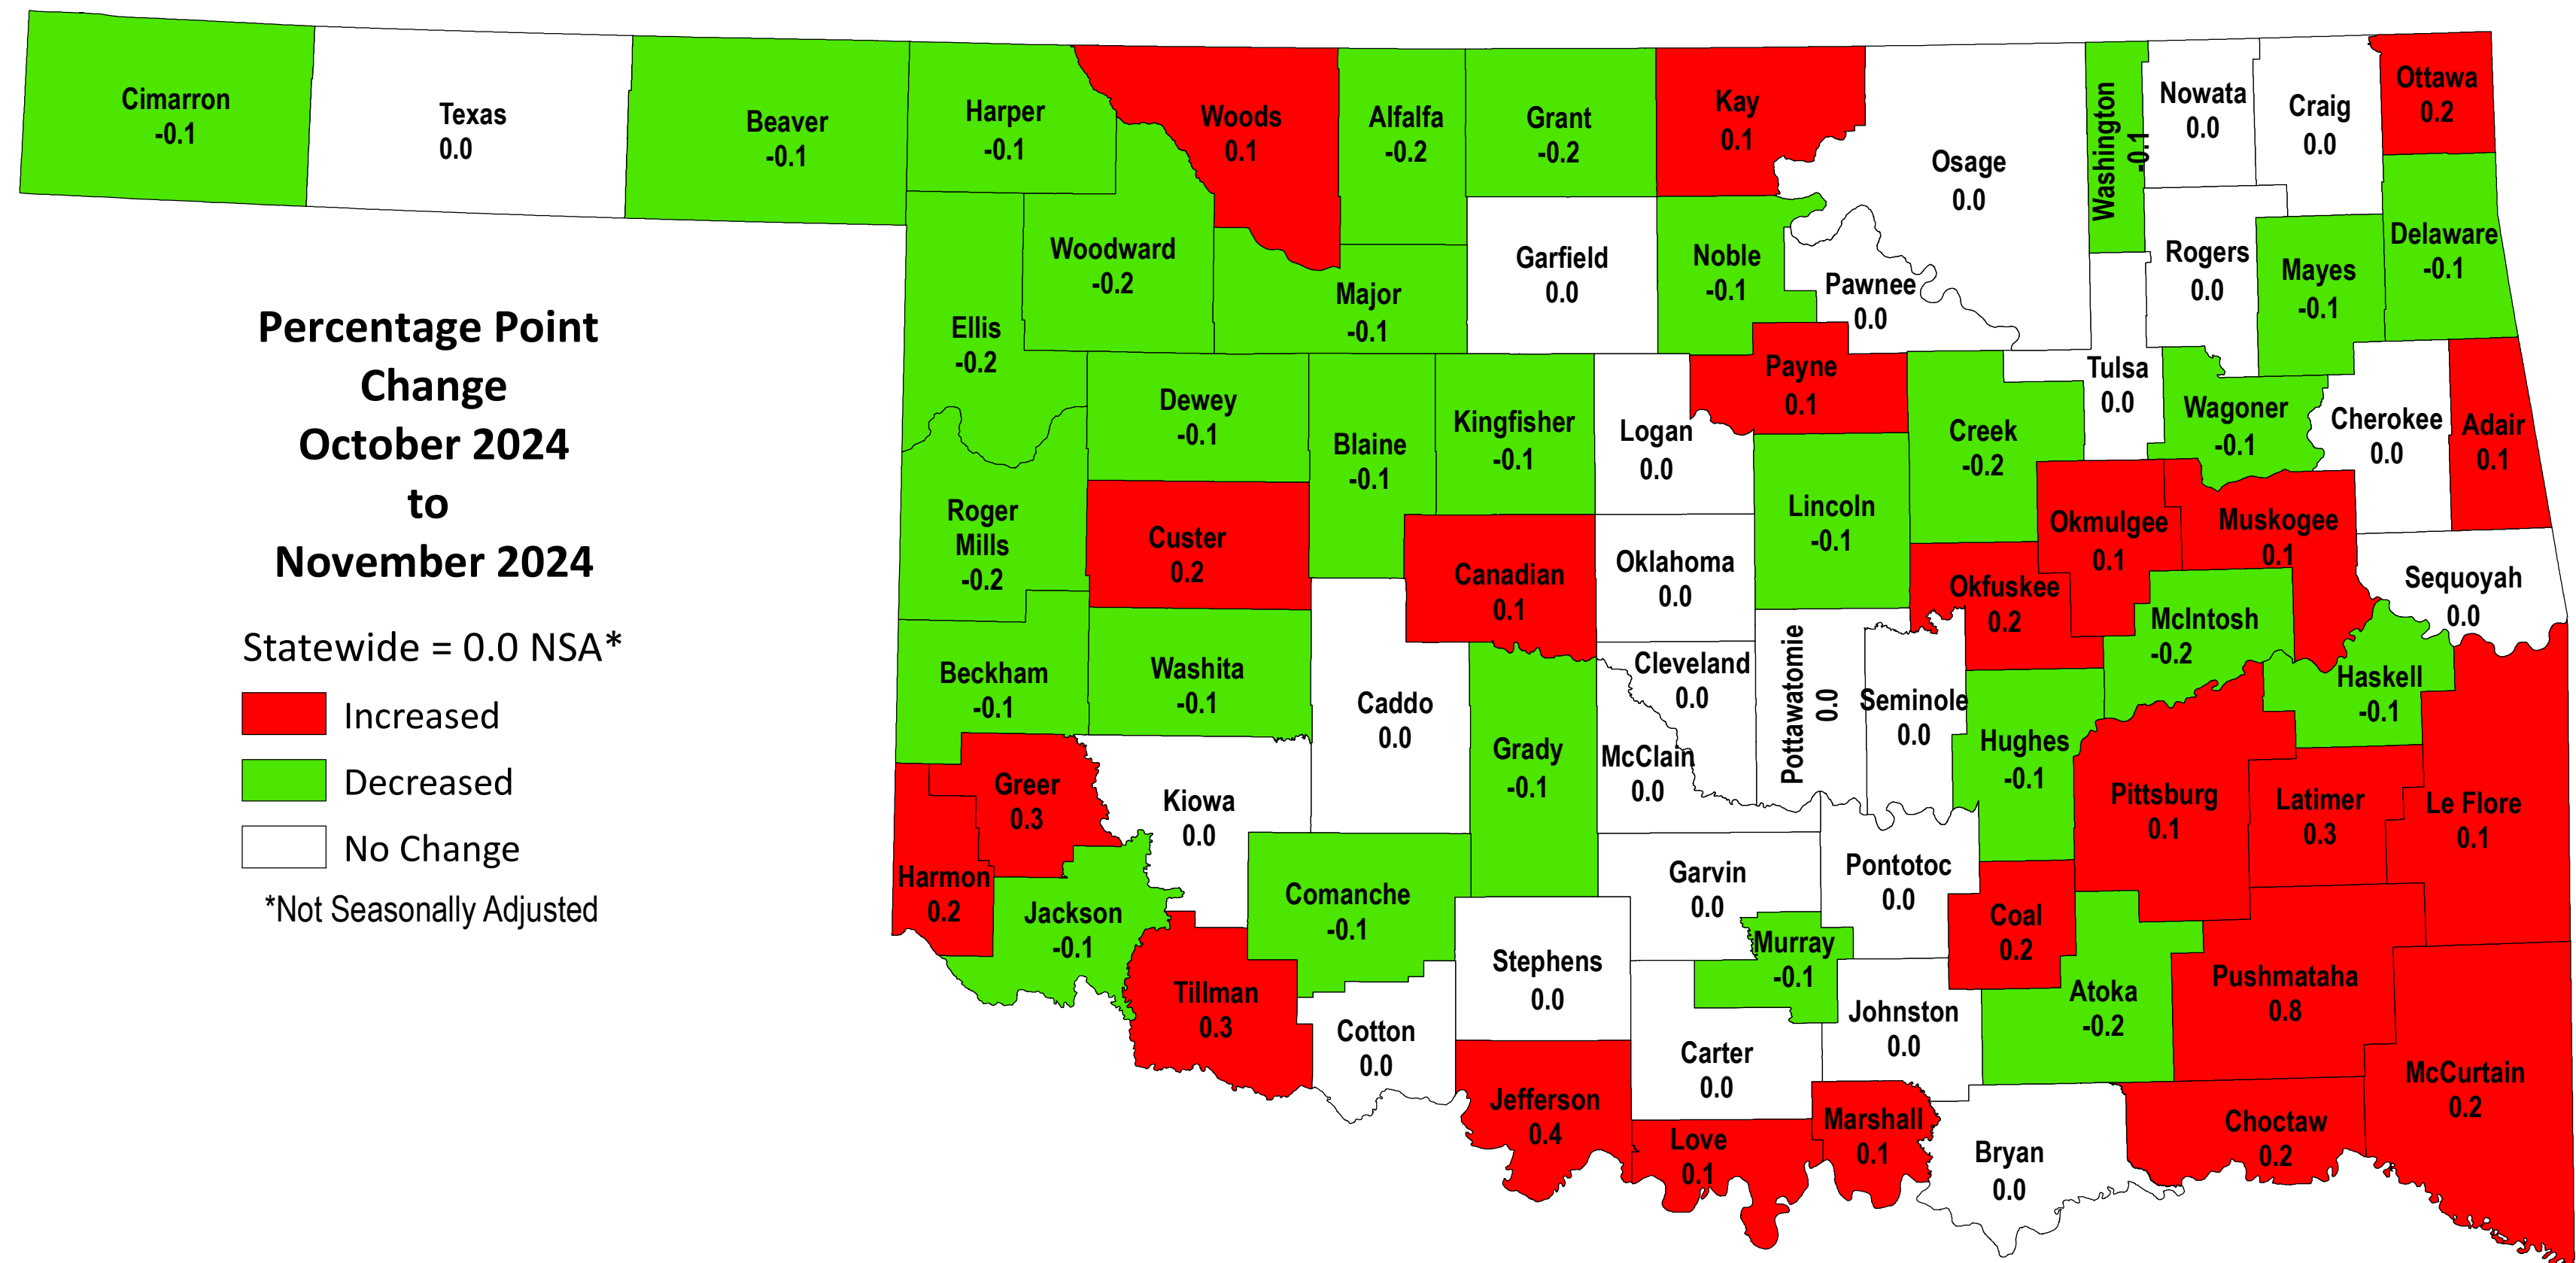 Cimarron
-0.1
Texas
0.0
Beaver
-0.1
Harper
-0.1
Woods
0.1
Alfalfa
-0.2
Grant
-0.2
Kay
0.1
Osage
0.0
Washington
-0.1
Nowata
0.0
Craig
0.0
Ottawa
0.2
Delaware
-0.1
Woodward
-0.2
Major
-0.1
Garfield
0.0
Noble
-0.1
Pawnee
0.0
Rogers
0.0
Mayes
-0.1
Ellis
-0.2
Percentage Point
Change
October 2024
to
November 2024
Statewide = 0.0 NSA*
Increased
Decreased
No Change
*Not Seasonally Adjusted
Dewey
-0.1
Blaine
-0.1
Kingfisher
-0.1
Logan
0.0
Payne
0.1
Creek
-0.2
Tulsa
0.0
Wagoner
-0.1
Cherokee
0.0
Adair
0.1
Roger
Mills
-0.2
Custer
0.2
Canadian
0.1
Oklahoma
0.0
Lincoln
-0.1
Okfuskee
0.2
Okmulgee
0.1
Muskogee
0.1
Sequoyah
0.0
McIntosh
-0.2
Haskell
-0.1
Beckham
-0.1
Washita
-0.1
Caddo
0.0
Grady
-0.1
Cleveland
0.0
McClain
0.0
Pottawatomie
0.0
Seminole
0.0
Hughes
-0.1
Pittsburg
0.1
Latimer
0.3
Le Flore
0.1
Greer
0.3
Kiowa
0.0
Harmon
0.2
Jackson
-0.1
Comanche
-0.1
Garvin
0.0
Pontotoc
0.0
Coal
0.2
Murray
-0.1
Stephens
0.0
Tillman
0.3
Cotton
0.0
Carter
0.0
Johnston
0.0
Atoka
-0.2
Pushmataha
0.8
McCurtain
0.2
Jefferson
0.4
Love
0.1
Marshall
0.1
Bryan
0.0
Choctaw
0.2